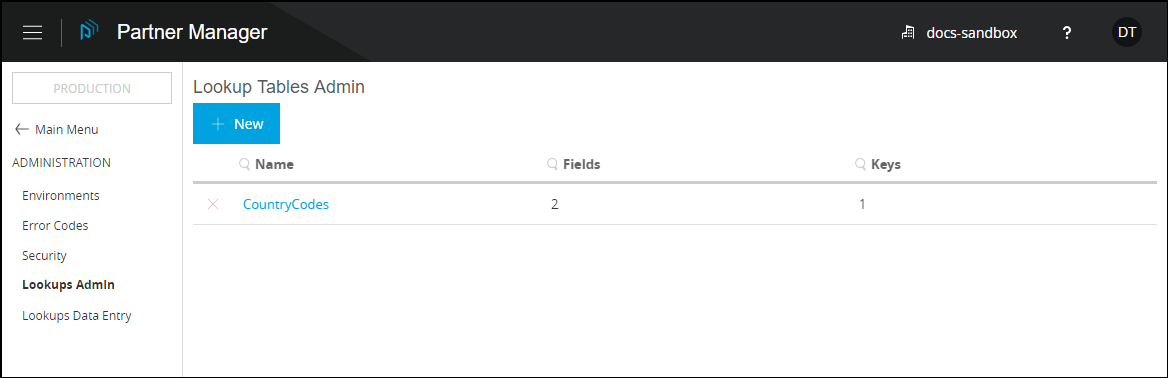 Partner Manager
docs-sandbox
?
DT
PRODUCTION
Main Menu
ADMINISTRATION
Environments
Error Codes
Security
Lookups Admin
Lookups Data Entry
Lookup Tables Admin
+ New
Name Fields Keys
CountryCodes 2 1